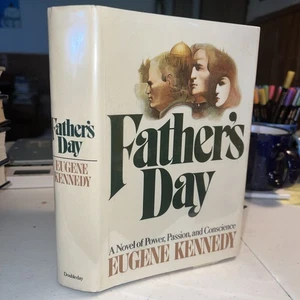 Father's
Day
EUGENE
KENNEDY
Doubleday
Father's
Day
A Novel of Power, Passion, and Conscience
EUGENE KENNEDY